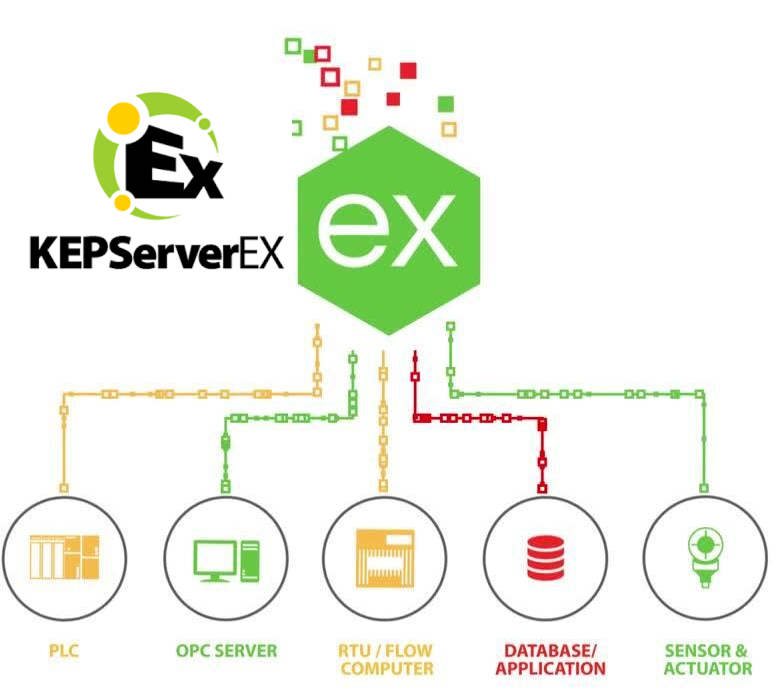 Ex
KEPServerEX
ex
PLC
OPC SERVER
RTU / FLOW
COMPUTER
DATABASE/
APPLICATION
SENSOR &
ACTUATOR